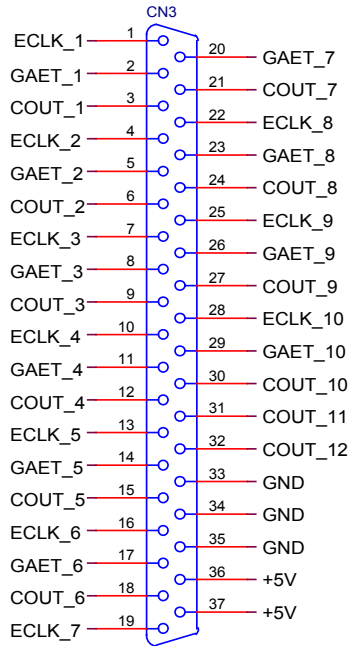 CN3
ECLK_1 1
GAET_1 2
COUT_1 3
ECLK_2 4
GAET_2 5
COUT_2 6
ECLK_3 7
GAET_3 8
COUT_3 9
ECLK_4 10
GAET_4 11
COUT_4 12
ECLK_5 13
GAET_5 14
COUT_5 15
ECLK_6 16
GAET_6 17
COUT_6 18
ECLK_7 19
20 GAET_7
21 COUT_7
22 ECLK_8
23 GAET_8
24 COUT_8
25 ECLK_9
26 GAET_9
27 COUT_9
28 ECLK_10
29 GAET_10
30 COUT_10
31 COUT_11
32 COUT_12
33 GND
34 GND
35 GND
36 +5V
37 +5V